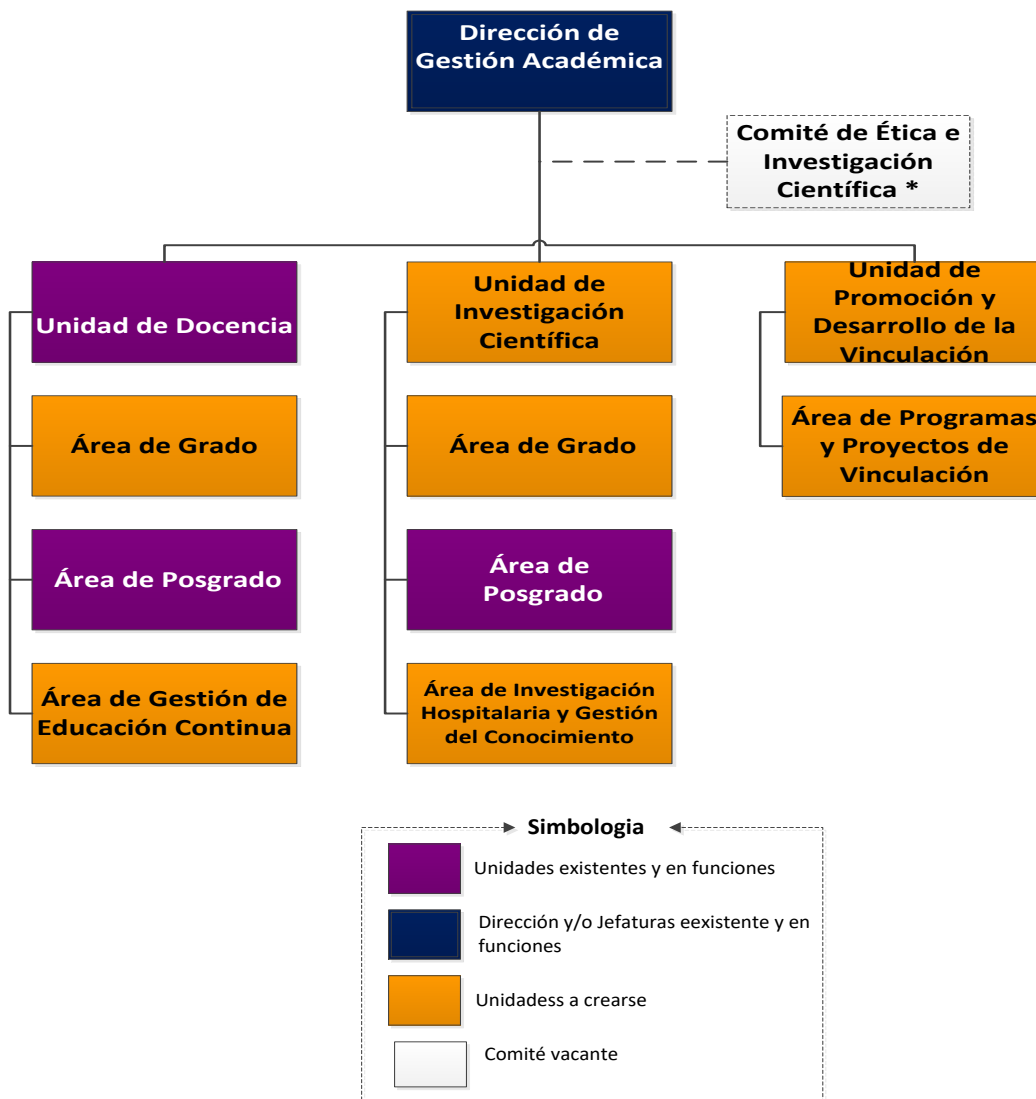 Dirección de
Gestión Académica
Comité de Ética e
Investigación
Científica *
Unidad de Docencia
Unidad de
Investigación
Científica
Unidad de
Promoción y
Desarrollo de la
Vinculación
Área de Grado
Área de Grado
Área de Programas
y Proyectos de
Vinculación
Área de Posgrado
Área de
Posgrado
Área de Gestión de
Educación Continua
Área de Investigación
Hospitalaria y Gestión
del Conocimiento
Simbologia
Unidades existentes y en funciones
Dirección y/o Jefaturas eexistente y en
funciones
Unidadess a crearse
Comité vacante